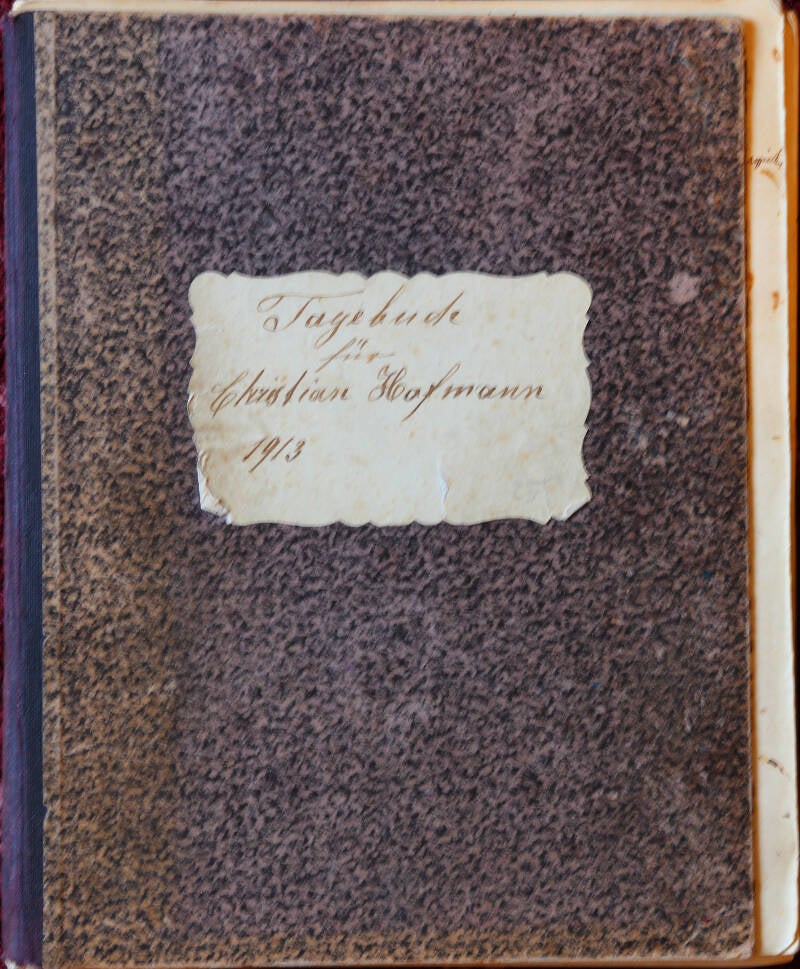 Tagebuch
für
Christian Hofmann
1913